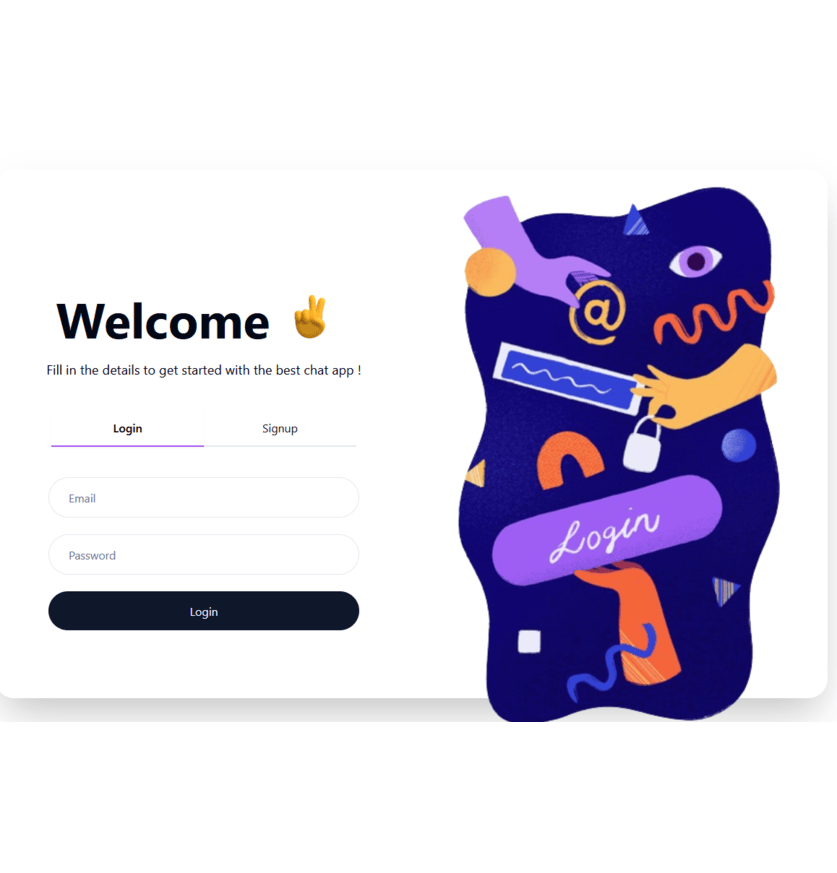 Welcome ✌️
Fill in the details to get started with the best chat app !
Login
Signup
Email
Password
Login
@
Login